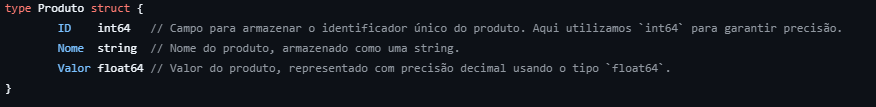 type Produto struct {
ID int64 // Campo para armazenar o identificador único do produto. Aqui utilizamos `int64` para garantir precisão.
Nome string // Nome do produto, armazenado como uma string.
Valor float64 // Valor do produto, representado com precisão decimal usando o tipo `float64`.
}